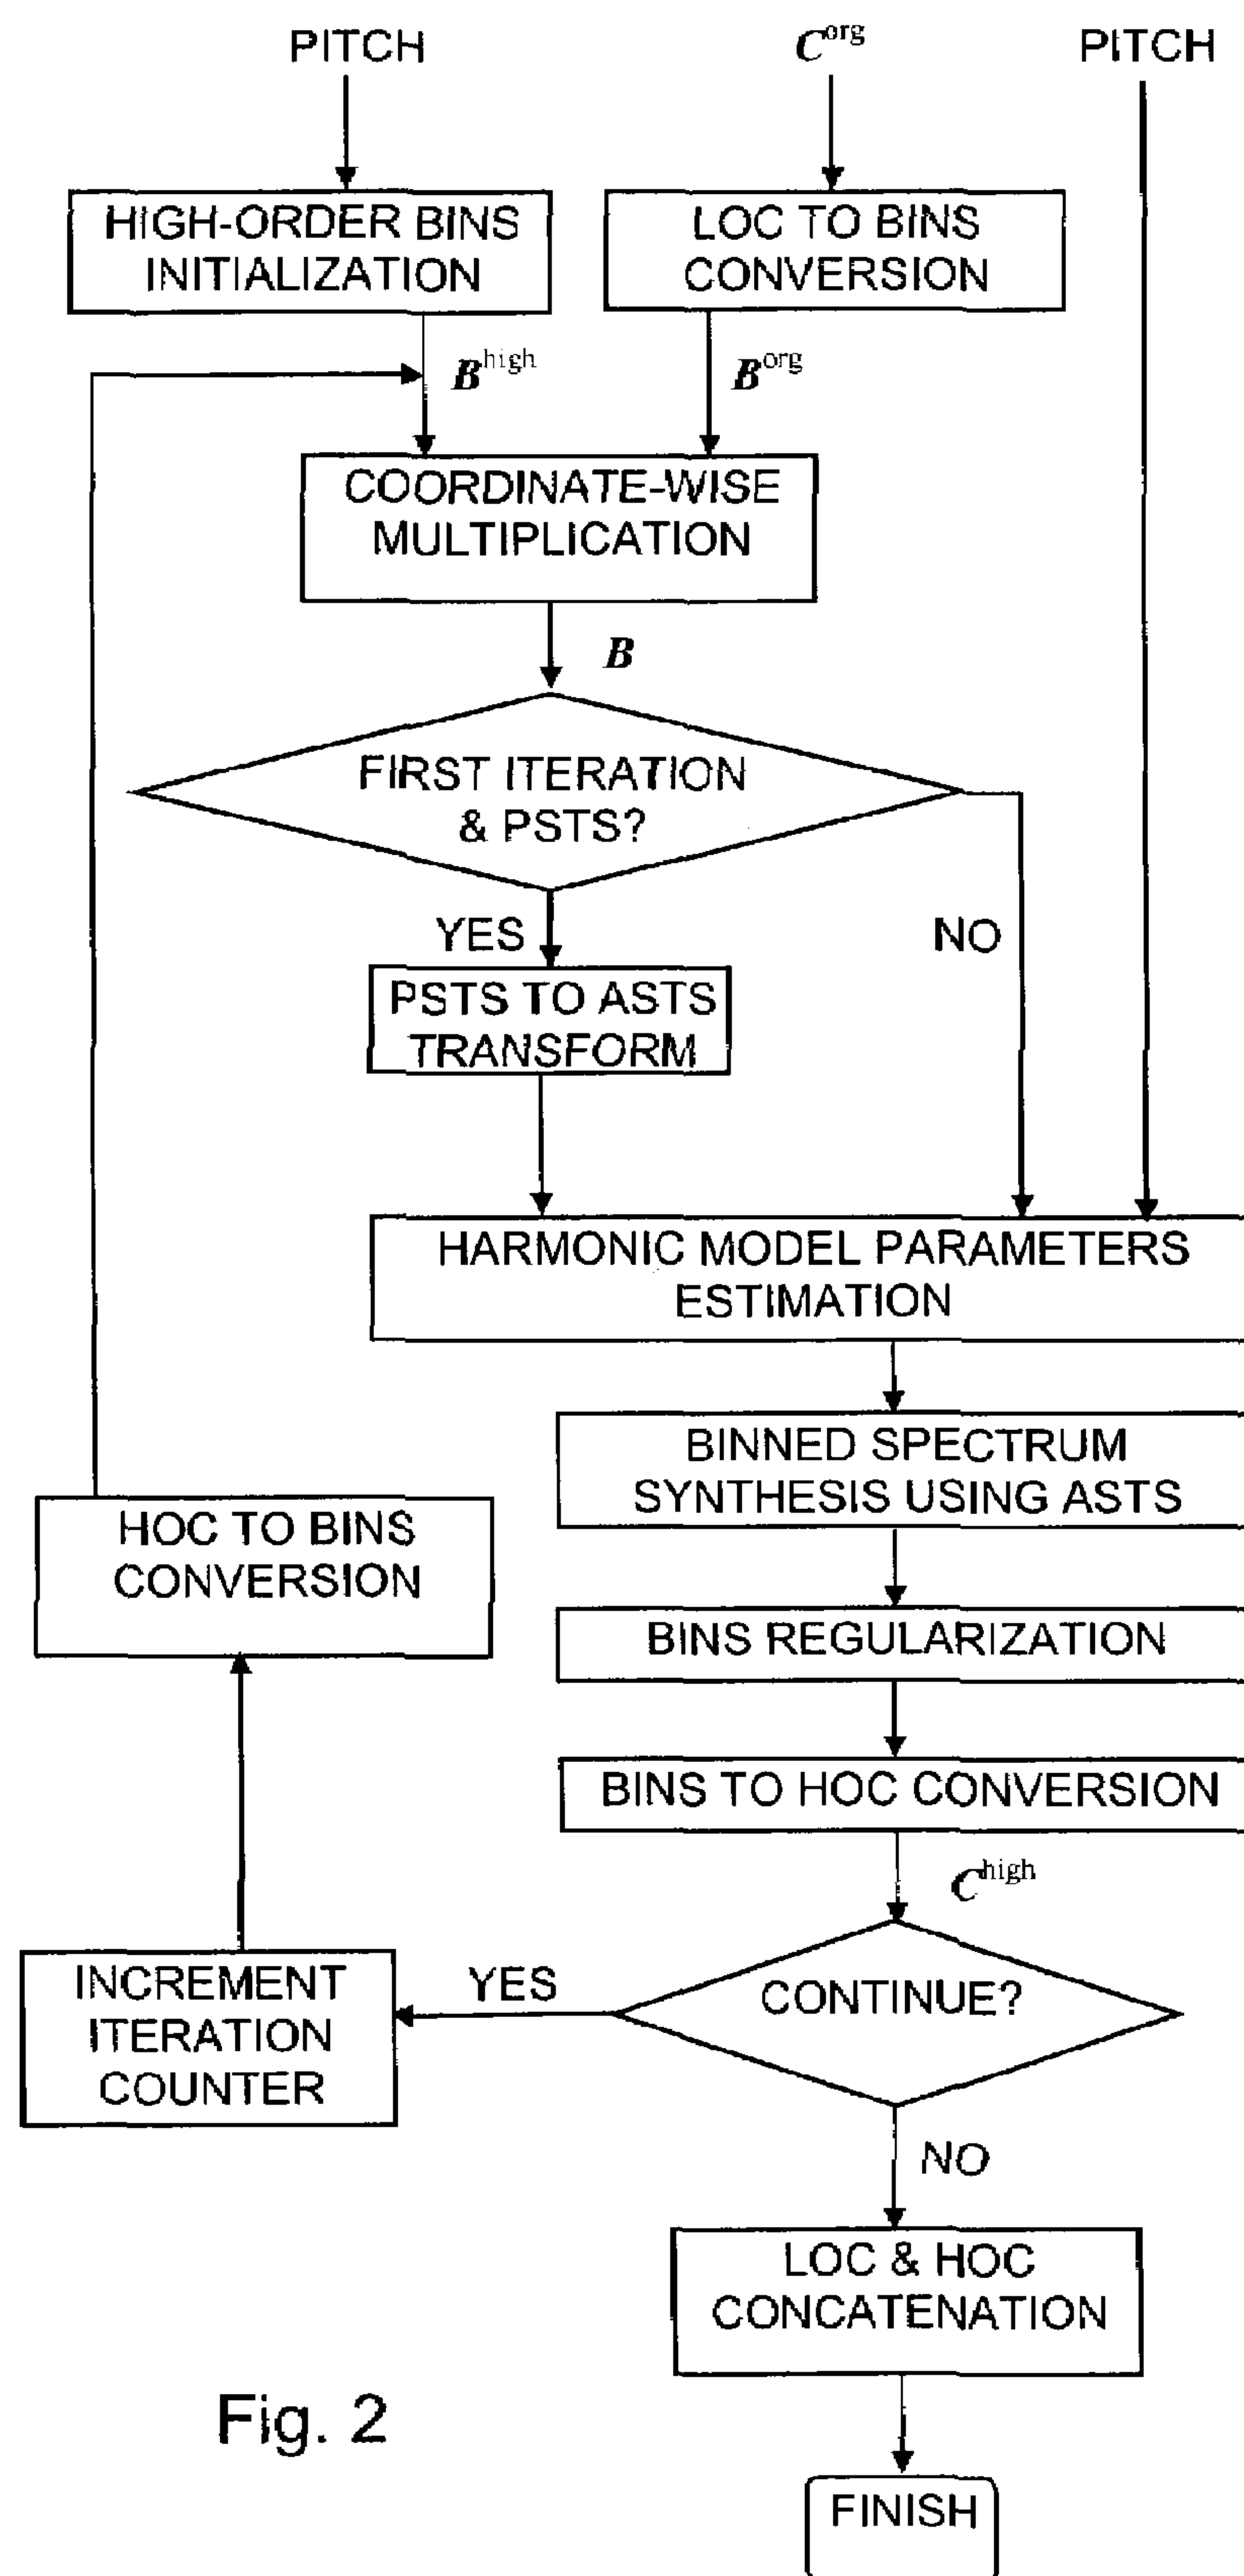 PITCH
C^org
PITCH
HIGH-ORDER BINS
INITIALIZATION
LOC TO BINS
CONVERSION
B^high
B^org
COORDINATE-WISE
MULTIPLICATION
B
FIRST ITERATION
& PSTS?
YES
NO
PSTS TO ASTS
TRANSFORM
HARMONIC MODEL PARAMETERS
ESTIMATION
BINNED SPECTRUM
SYNTHESIS USING ASTS
HOC TO BINS
CONVERSION
BINS REGULARIZATION
BINS TO HOC CONVERSION
C^high
CONTINUE?
YES
INCREMENT
ITERATION
COUNTER
NO
LOC & HOC
CONCATENATION
Fig. 2
FINISH